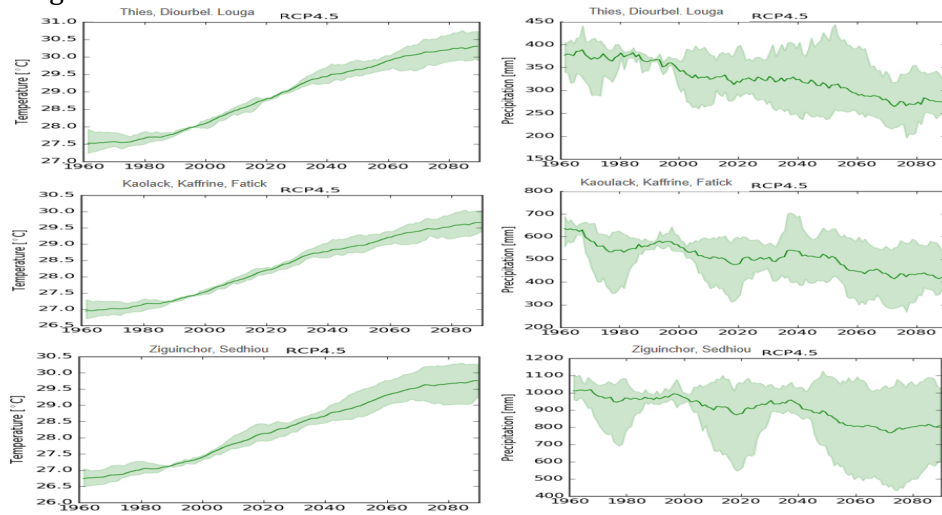 Thies, Diourbel. Louga RCP4.5
Temperature [°C]
31.0
30.5
30.0
29.5
29.0
28.5
28.0
27.5
27.0
1960 1980 2000 2020 2040 2060 2080
Thies, Diourbel, Louga RCP4.5
Precipitation [mm]
450
400
350
300
250
200
150
1960 1980 2000 2020 2040 2060 2080
Kaolack, Kaffrine, Fatick RCP4.5
Temperature [°C]
30.5
30.0
29.5
29.0
28.5
28.0
27.5
27.0
26.5
1960 1980 2000 2020 2040 2060 2080
Kaoulack, Kaffrine, Fatick RCP4.5
Precipitation [mm]
800
700
600
500
400
300
200
1960 1980 2000 2020 2040 2060 2080
Ziguinchor, Sedhiou RCP4.5
Temperature [°C]
30.5
30.0
29.5
29.0
28.5
28.0
27.5
27.0
26.5
26.0
1960 1980 2000 2020 2040 2060 2080
Ziguinchor, Sedhiou RCP4.5
Precipitation [mm]
1200
1100
1000
900
800
700
600
500
400
1960 1980 2000 2020 2040 2060 2080